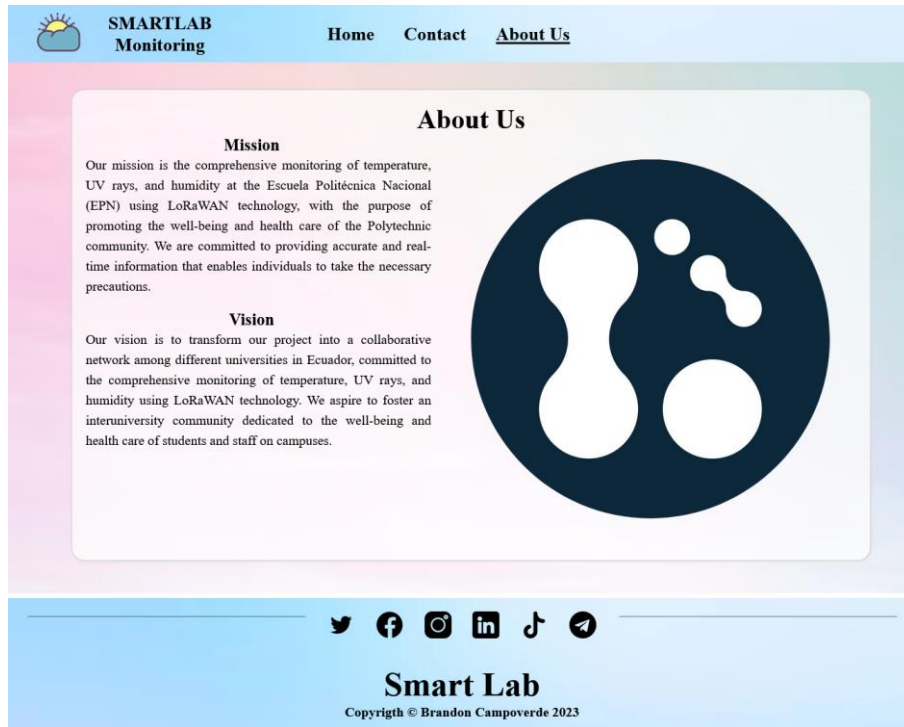 SMARTLAB
Monitoring
Home Contact About Us
About Us
Mission
Our mission is the comprehensive monitoring of temperature,
UV rays, and humidity at the Escuela Politécnica Nacional
(EPN) using LoRaWAN technology, with the purpose of
promoting the well-being and health care of the Polytechnic
community. We are committed to providing accurate and real-
time information that enables individuals to take the necessary
precautions.
Vision
Our vision is to transform our project into a collaborative
network among different universities in Ecuador, committed to
the comprehensive monitoring of temperature, UV rays, and
humidity using LoRaWAN technology. We aspire to foster an
interuniversity community dedicated to the well-being and
health care of students and staff on campuses.
Smart Lab
Copyrigth © Brandon Campoverde 2023